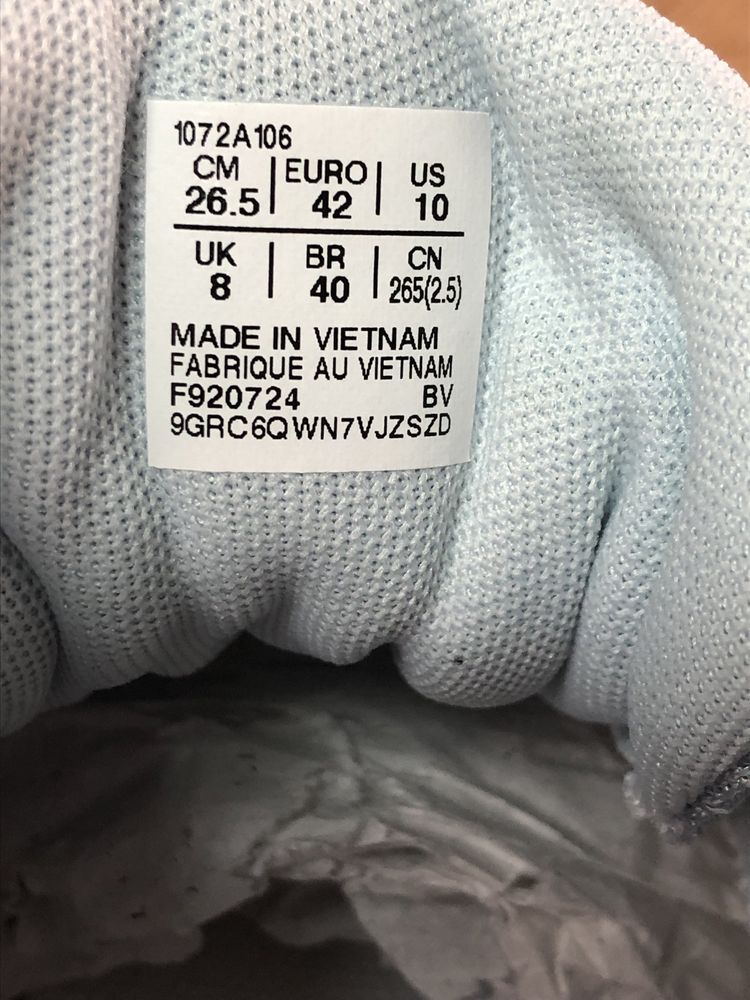 1072A106
CM | EURO | US
26.5 | 42 | 10
UK | BR | CN
8 | 40 | 265(2.5)
MADE IN VIETNAM
FABRIQUE AU VIETNAM
F920724 BV
9GRC6QWN7VJZSZD